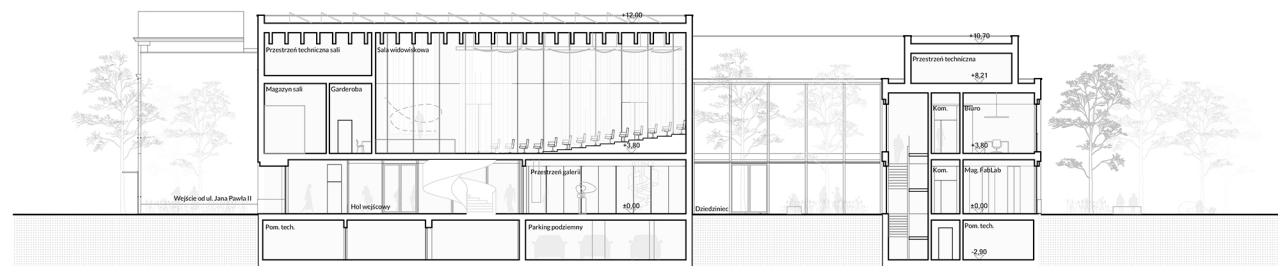 +12,00
+10,70
Przestrzeń techniczna sali
Sala widowiskowa
Przestrzeń techniczna
+8,21
Magazyn sali
Garderoba
Kom.
Biuro
+3,80
+3,80
Przestrzeń galerii
Kom.
Mag. FabLab
Wejście od ul. Jana Pawła II
Hol wejściowy
±0,00
Dziedziniec
±0,00
Pom. tech.
Parking podziemny
Pom. tech.
-2,90